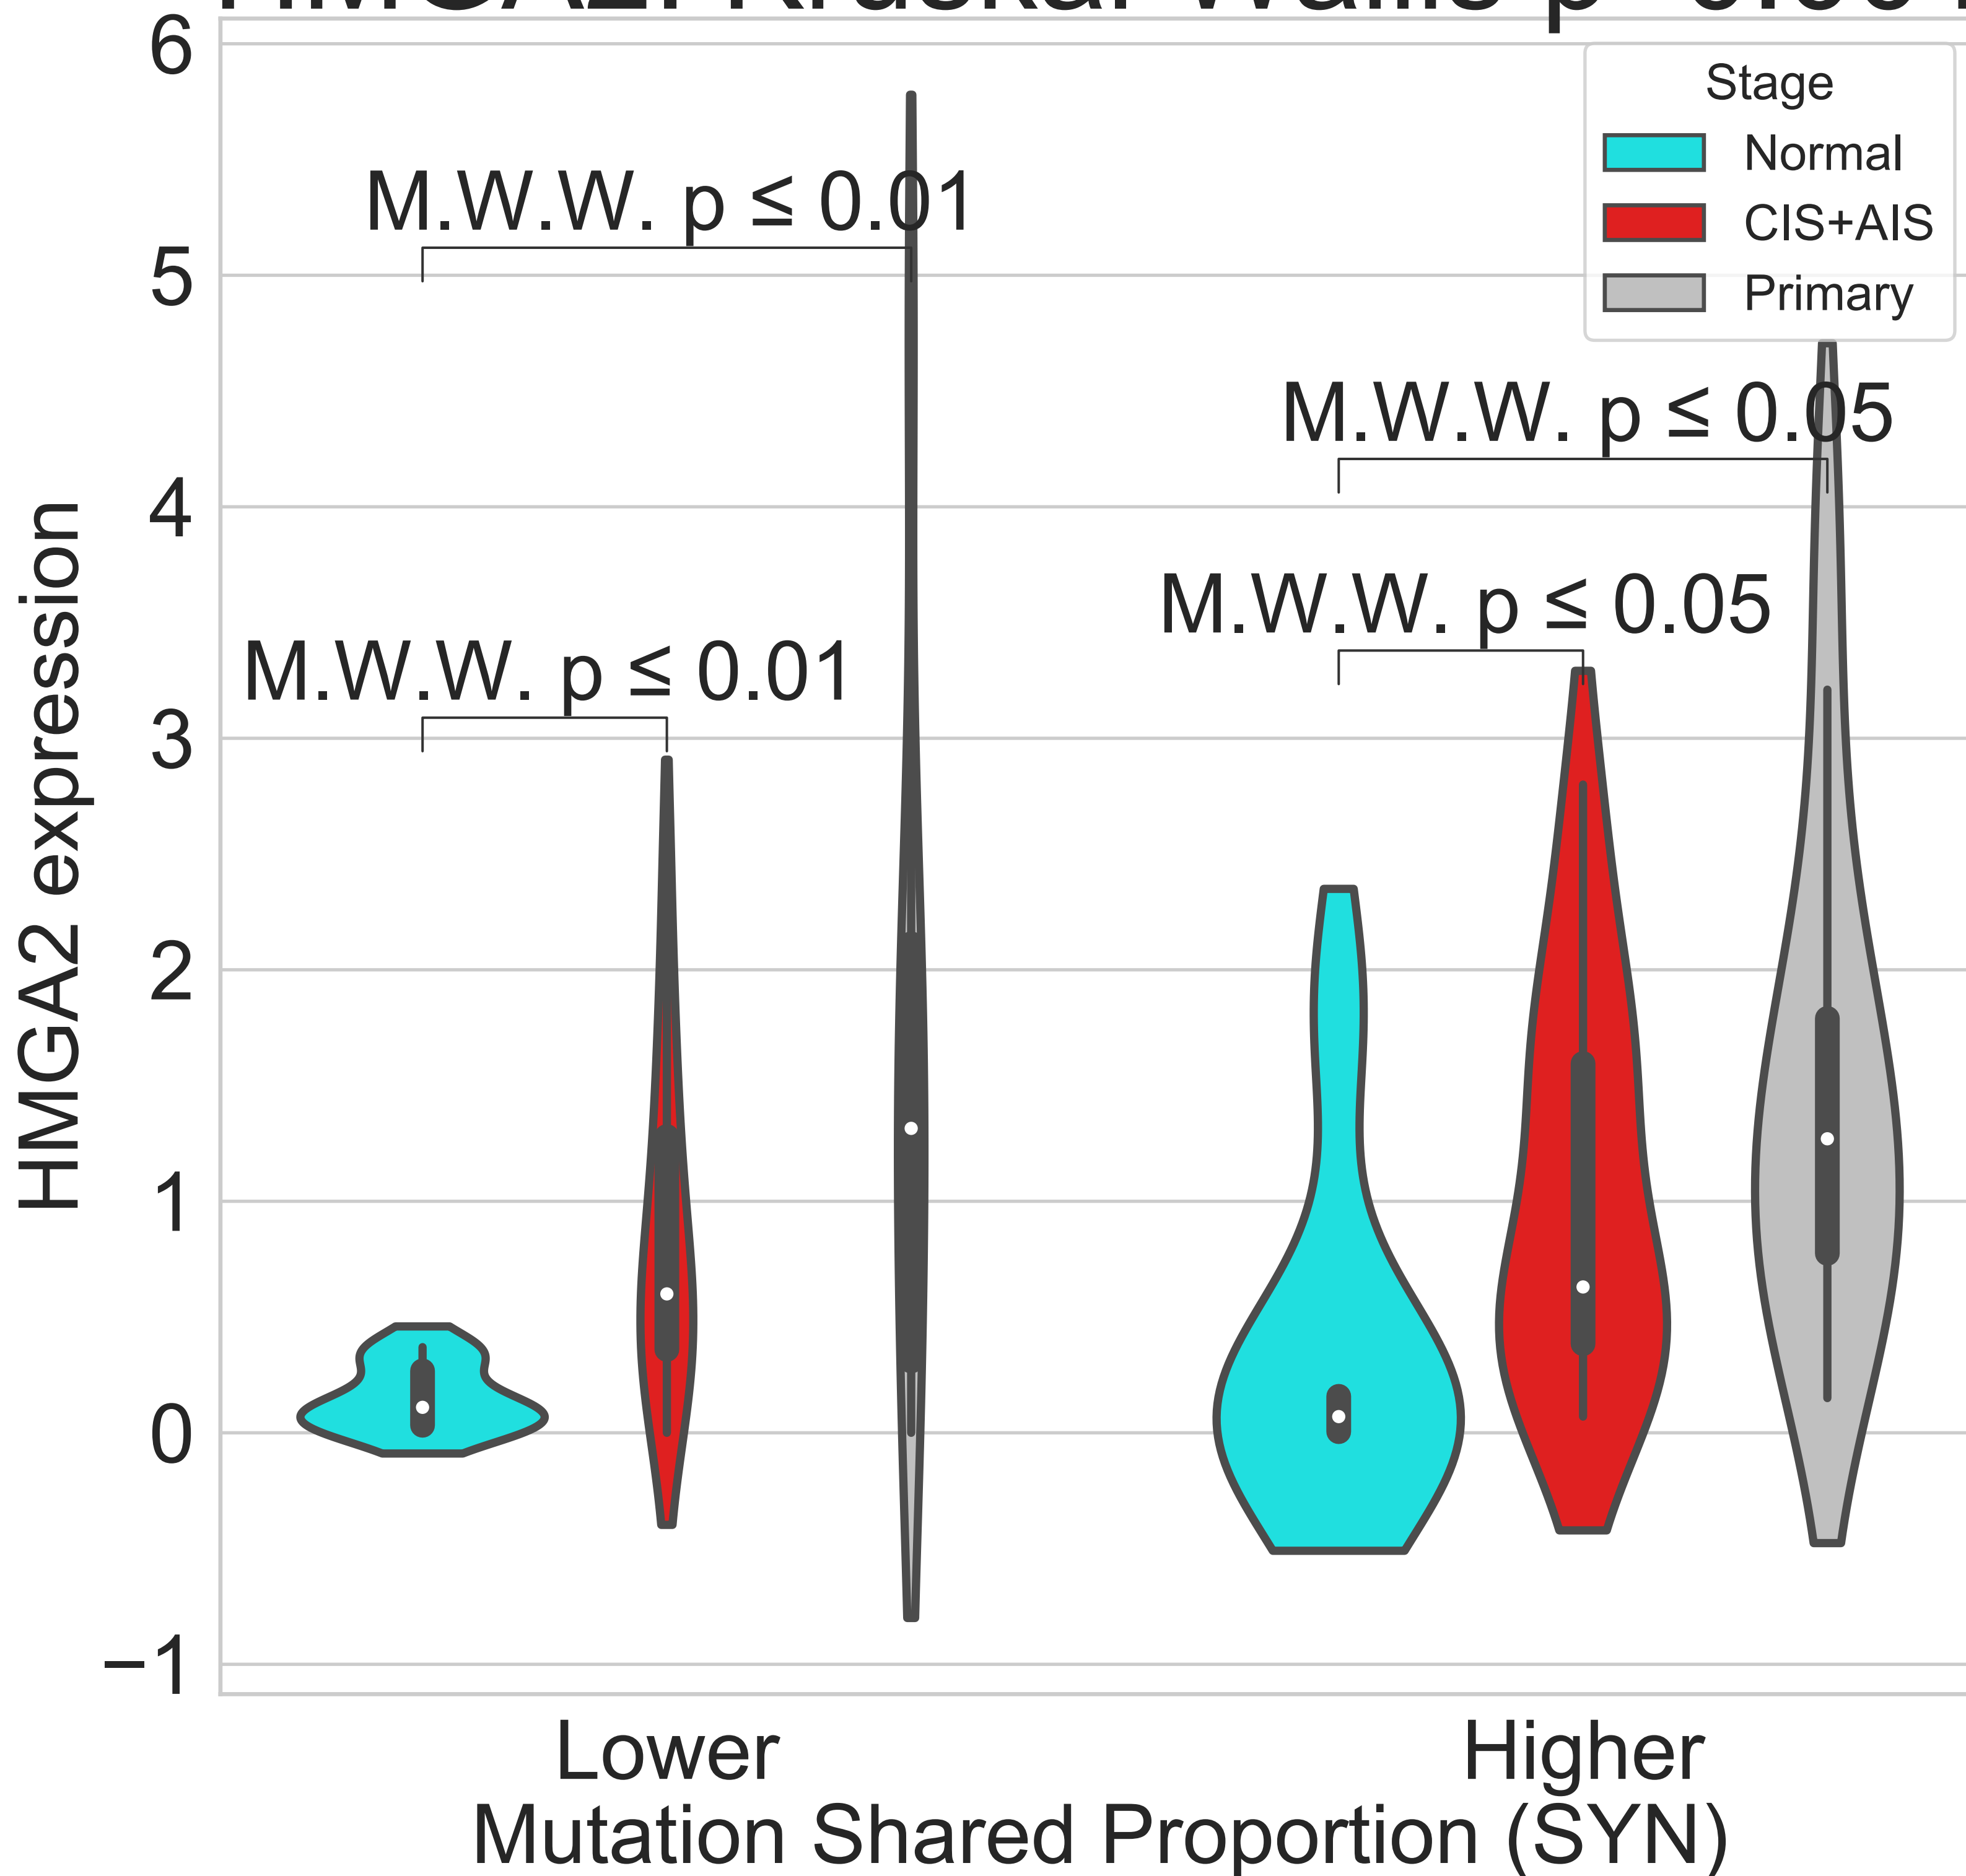 6
Stage
Normal
CIS+AIS
Primary
M.W.W. p ≤ 0.01
5
M.W.W. p ≤ 0.05
4
M.W.W. p ≤ 0.05
M.W.W. p ≤ 0.01
3
2
1
0
−1
HMGA2 expression
Lower
Higher
Mutation Shared Proportion (SYN)